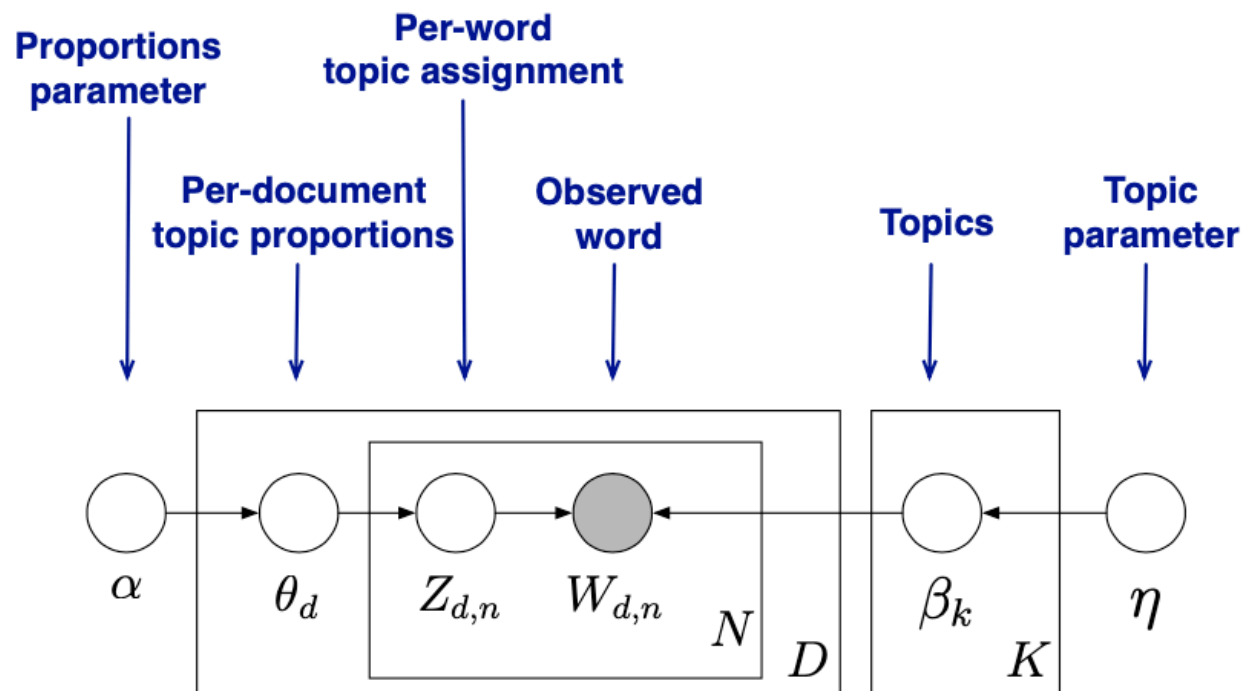 Proportions
parameter
Per-word
topic assignment
Per-document
topic proportions
Observed
word
Topics
Topic
parameter
α
θ_d
Z_{d,n}
W_{d,n}
N
D
β_k
K
η